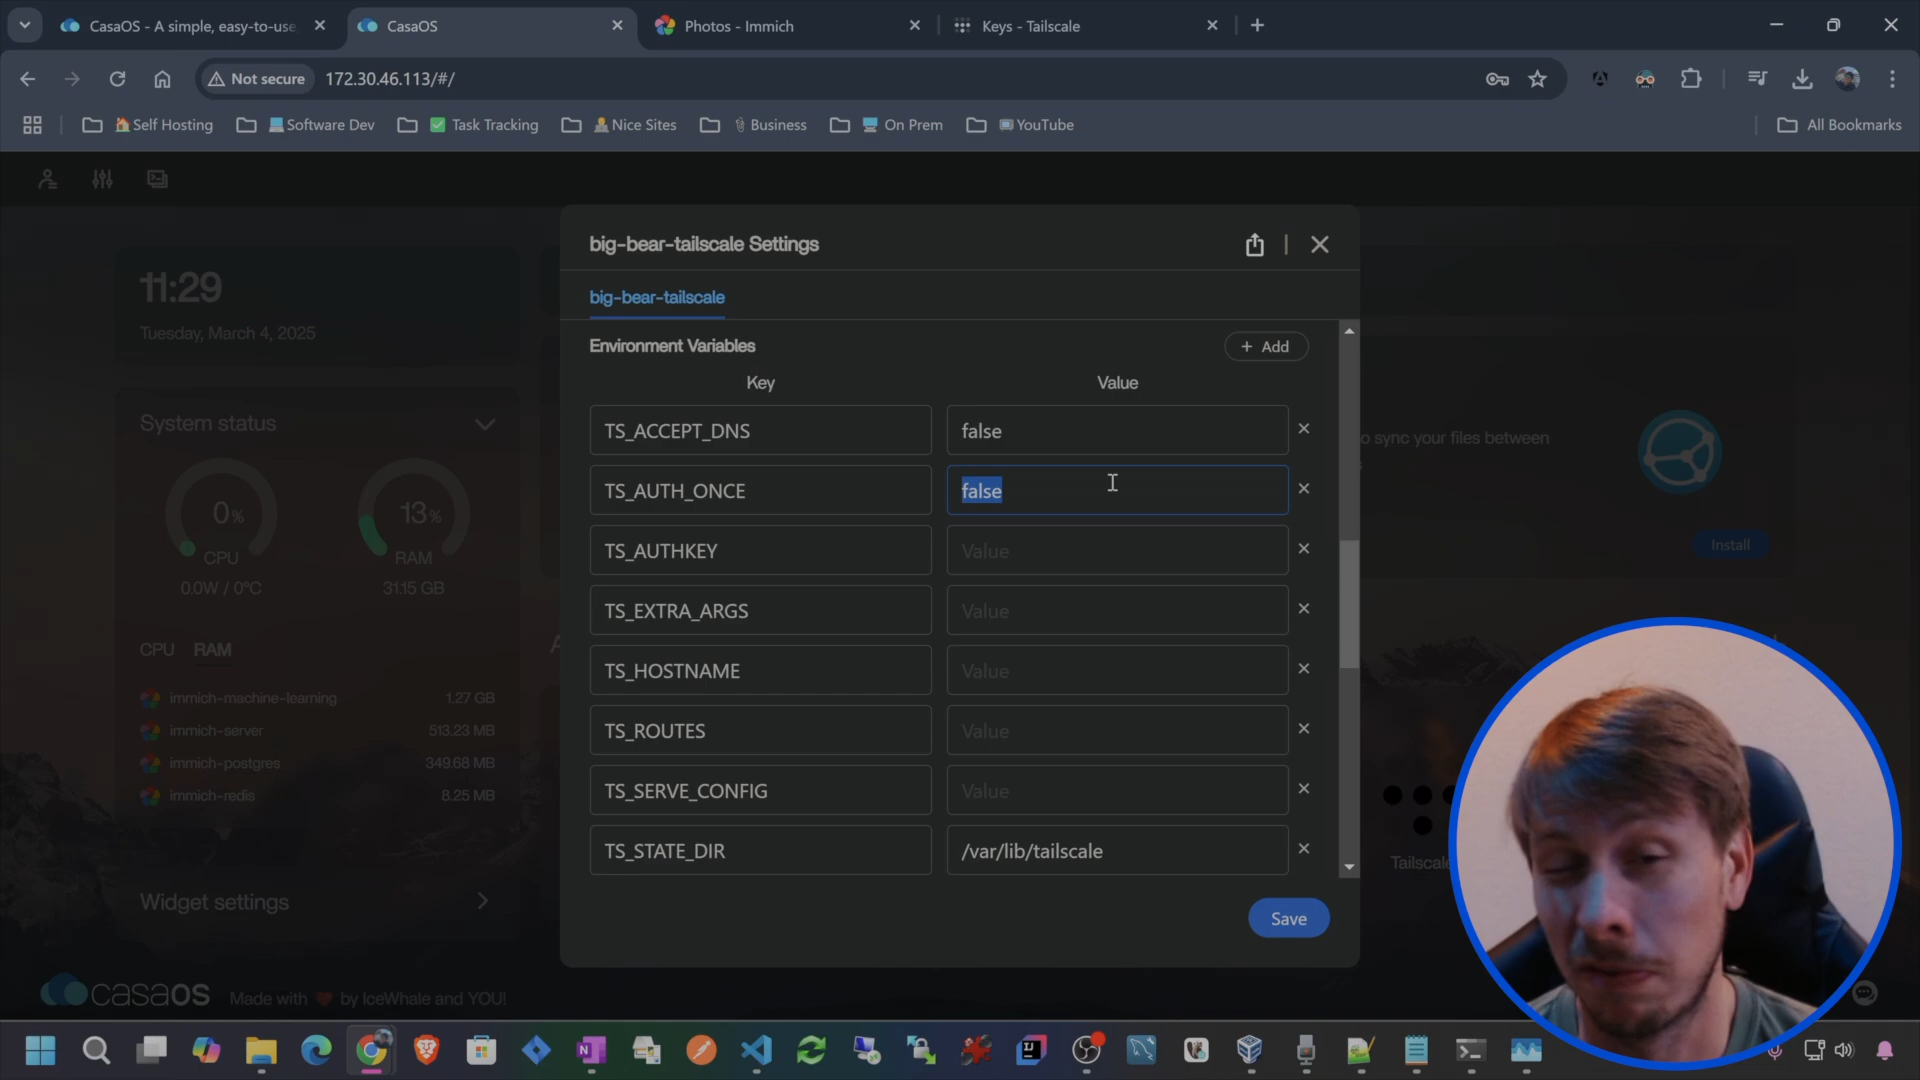 CasaOS - A simple, easy-to-use,
CasaOS
Photos - Immich
Keys - Tailscale
Not secure
172.30.46.113/#/
Self Hosting
Software Dev
Task Tracking
Nice Sites
Business
On Prem
YouTube
All Bookmarks
11:29
Tuesday, March 4, 2025
System status
0%
CPU
0.0W / 0°C
13%
RAM
31.15 GB
CPU RAM
immich-machine-learning 1.27 GB
immich-server 513.23 MB
immich-postgres 349.68 MB
immich-redis 8.25 MB
Widget settings
big-bear-tailscale Settings
big-bear-tailscale
Environment Variables
+ Add
Key Value
TS_ACCEPT_DNS false
TS_AUTH_ONCE false
TS_AUTHKEY Value
TS_EXTRA_ARGS Value
TS_HOSTNAME Value
TS_ROUTES Value
TS_SERVE_CONFIG Value
TS_STATE_DIR /var/lib/tailscale
Save
to sync your files between
Install
Tailscale
CasaOS Made with ❤ by IceWhale and YOU!